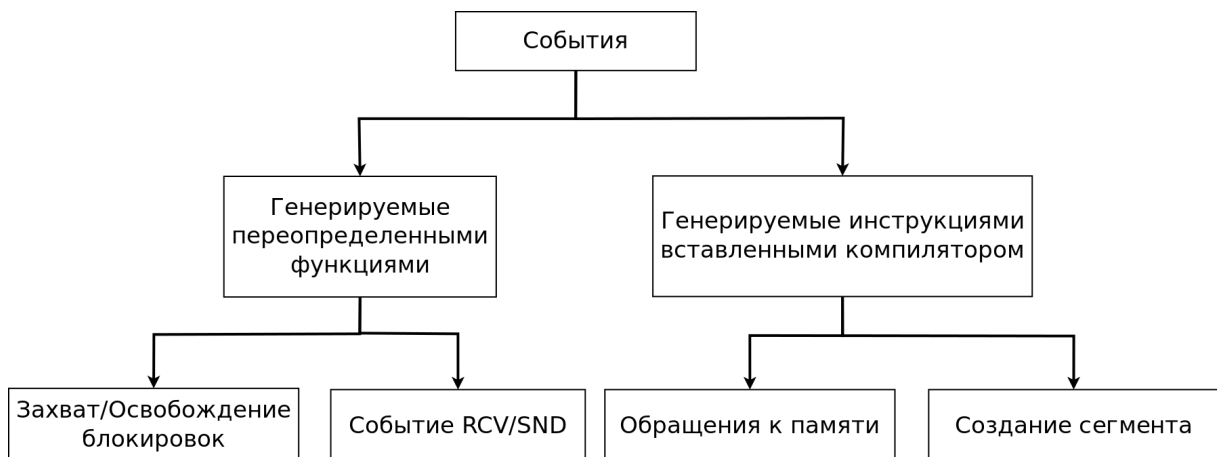 События
Генерируемые
переопределенными
функциями
Генерируемые инструкциями
вставленными компилятором
Захват/Освобождение
блокировок
Событие RCV/SND
Обращения к памяти
Создание сегмента